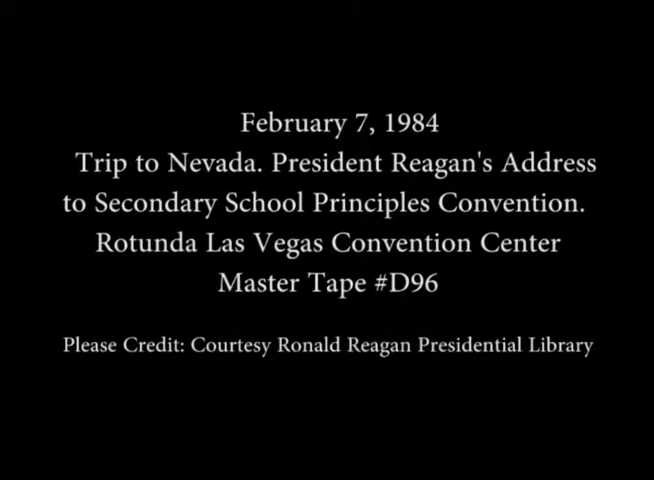 February 7, 1984
Trip to Nevada. President Reagan's Address
to Secondary School Principles Convention.
Rotunda Las Vegas Convention Center
Master Tape #D96
Please Credit: Courtesy Ronald Reagan Presidential Library